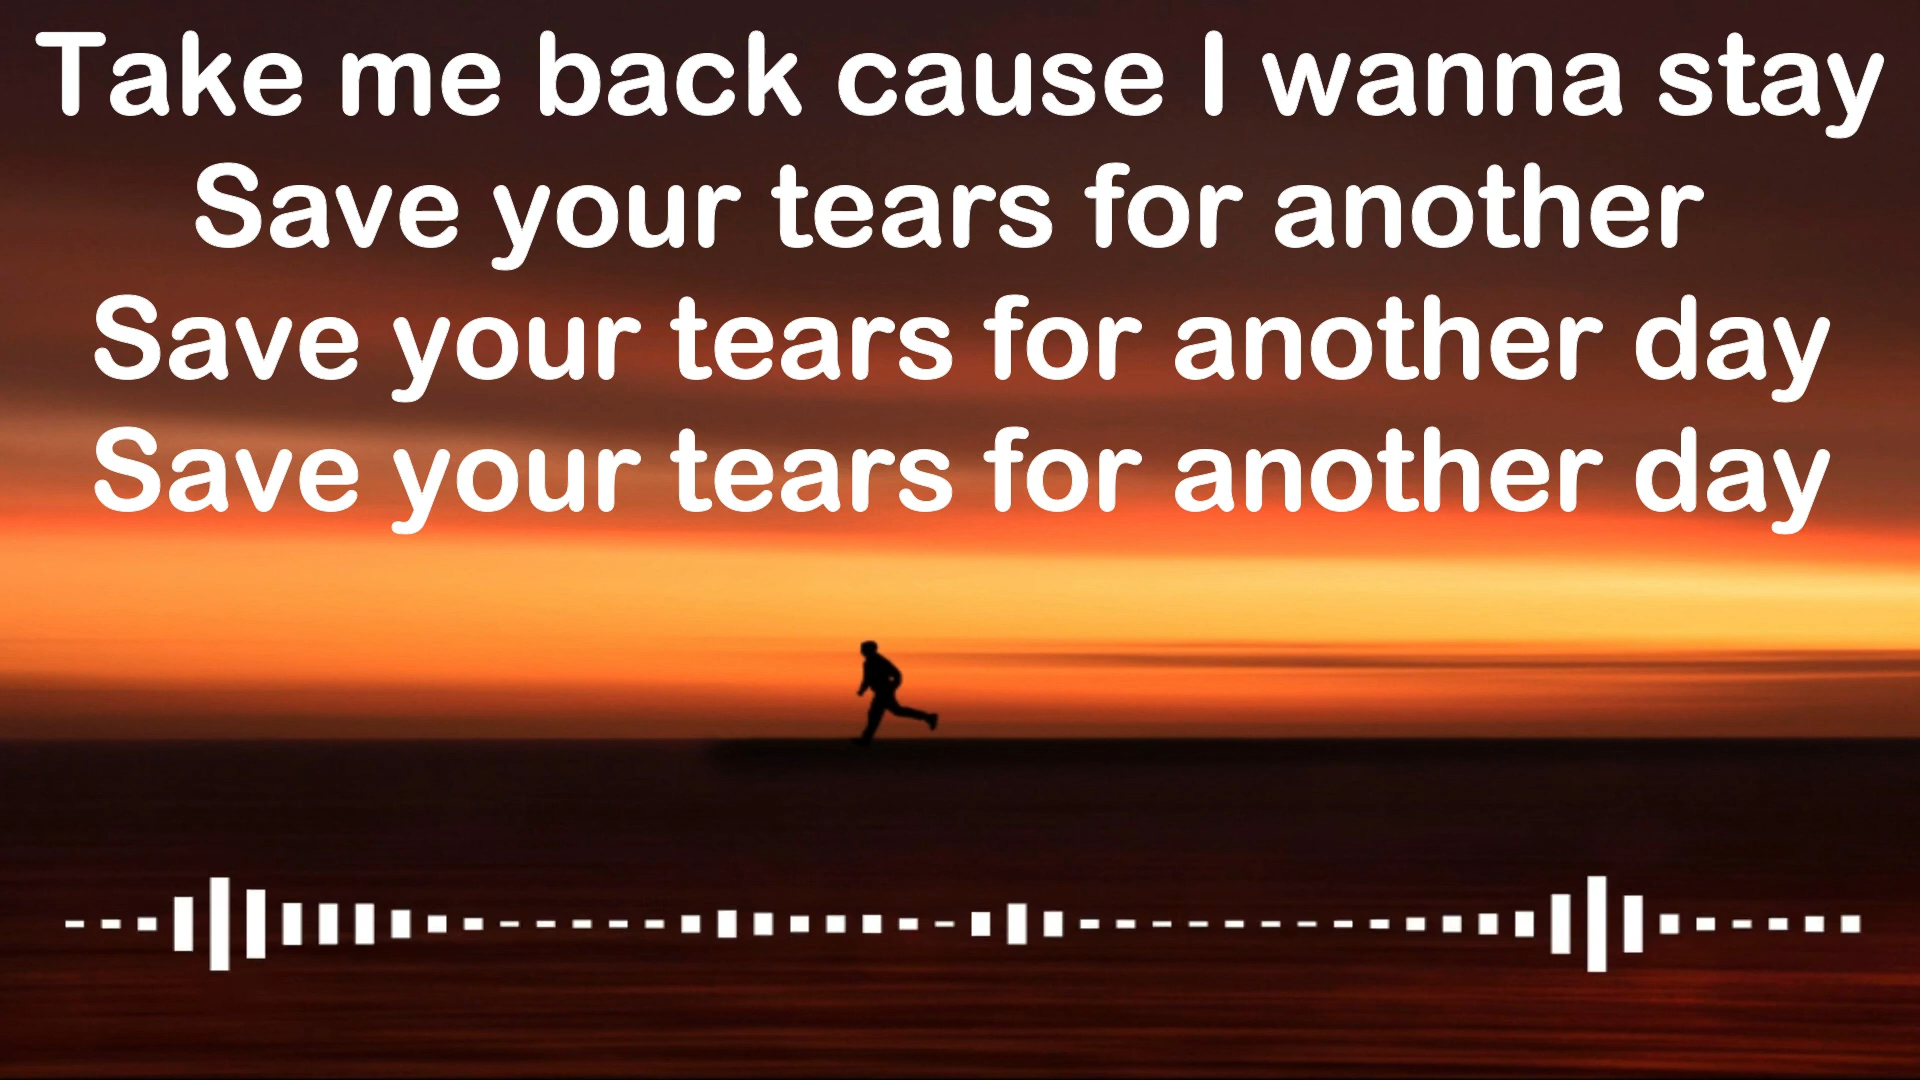 Take me back cause I wanna stay
Save your tears for another
Save your tears for another day
Save your tears for another day